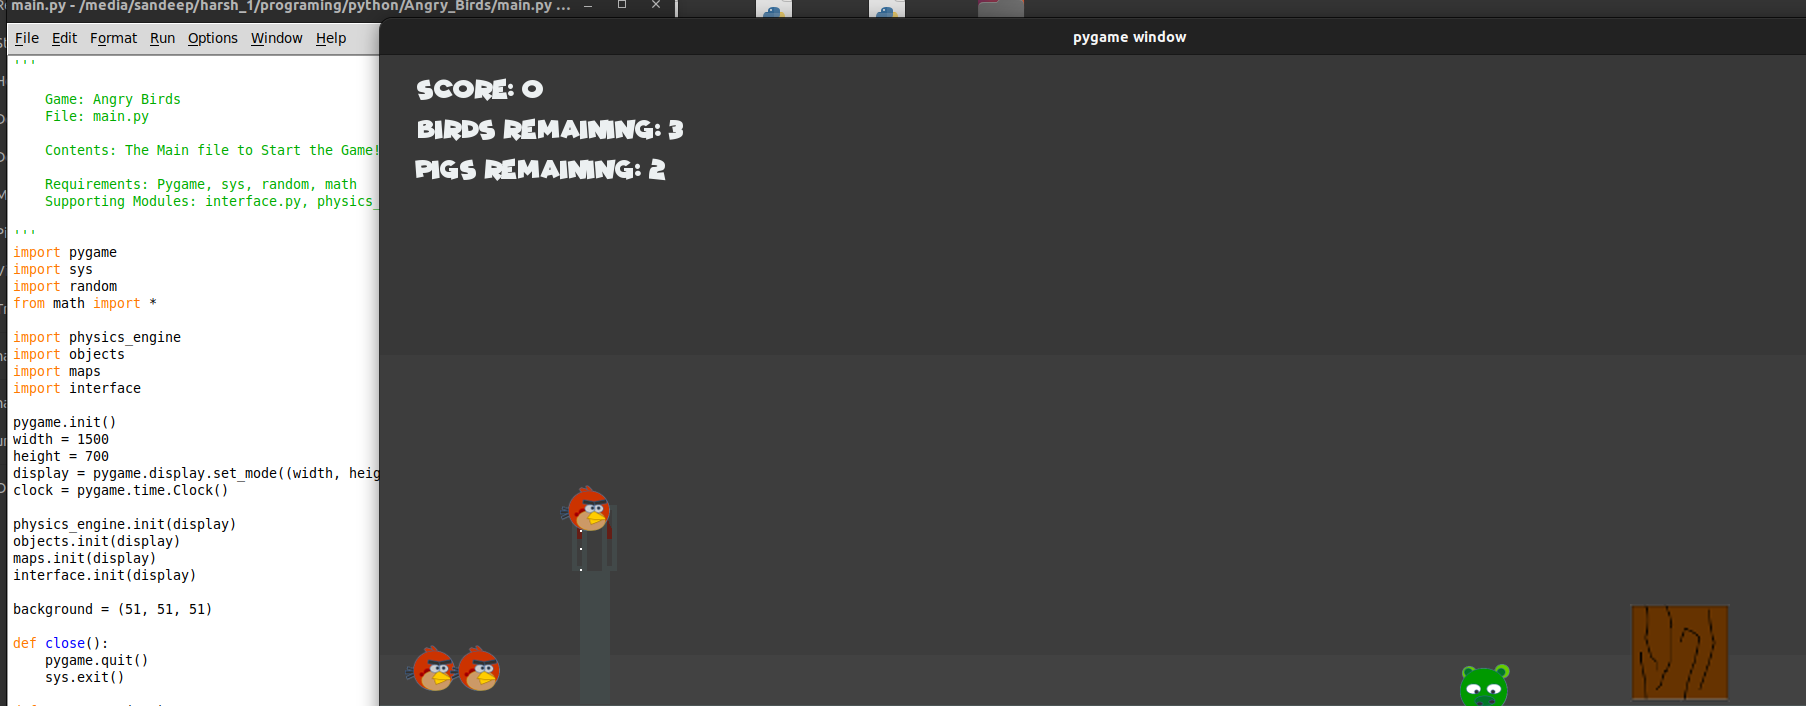 main.py - /media/sandeep/harsh_1/programing/python/Angry_Birds/main.py ...
File Edit Format Run Options Window Help
'''
Game: Angry Birds
File: main.py
Contents: The Main file to Start the Game!
Requirements: Pygame, sys, random, math
Supporting Modules: interface.py, physics_
'''
import pygame
import sys
import random
from math import *
import physics_engine
import objects
import maps
import interface
pygame.init()
width = 1500
height = 700
display = pygame.display.set_mode((width, heig
clock = pygame.time.Clock()
physics_engine.init(display)
objects.init(display)
maps.init(display)
interface.init(display)
background = (51, 51, 51)
def close():
pygame.quit()
sys.exit()
pygame window
SCORE: 0
BIRDS REMAINING: 3
PIGS REMAINING: 2